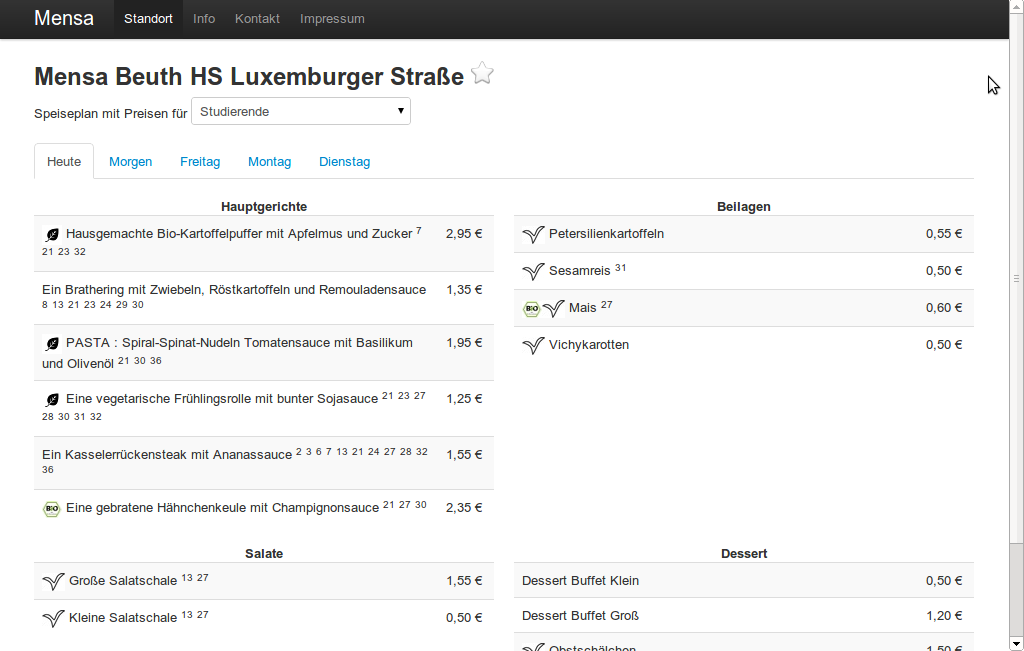 Mensa Standort Info Kontakt Impressum
Mensa Beuth HS Luxemburger Straße
Speiseplan mit Preisen für Studierende
Heute Morgen Freitag Montag Dienstag
Hauptgerichte
Hausgemachte Bio-Kartoffelpuffer mit Apfelmus und Zucker 7 2,95 €
21 23 32
Ein Brathering mit Zwiebeln, Röstkartoffeln und Remouladensauce 1,35 €
8 13 21 23 24 29 30
PASTA : Spiral-Spinat-Nudeln Tomatensauce mit Basilikum 1,95 €
und Olivenöl 21 30 36
Eine vegetarische Frühlingsrolle mit bunter Sojasauce 21 23 27 1,25 €
28 30 31 32
Ein Kasselerrückensteak mit Ananassauce 2 3 6 7 13 21 24 27 28 32 1,55 €
36
BIO Eine gebratene Hähnchenkeule mit Champignonsauce 21 27 30 2,35 €
Beilagen
Petersilienkartoffeln 0,55 €
Sesamreis 31 0,50 €
BIO Mais 27 0,60 €
Vichykarotten 0,50 €
Salate
Große Salatschale 13 27 1,55 €
Kleine Salatschale 13 27 0,50 €
Dessert
Dessert Buffet Klein 0,50 €
Dessert Buffet Groß 1,20 €
Obstschälchen 1,50 €